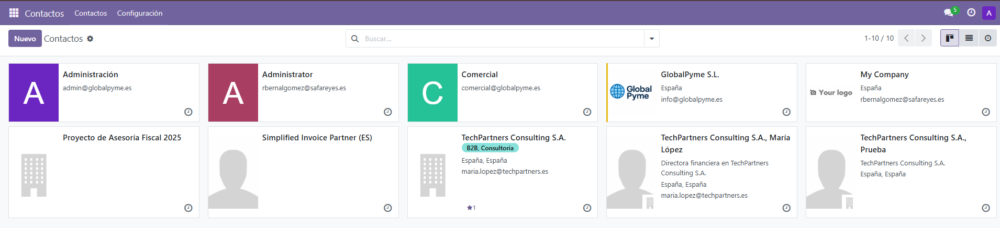 Contactos Contactos Configuración 5 A
Nuevo Contactos Buscar... 1-10 / 10
A
Administración
admin@globalpyme.es
A
Administrator
rbernalgomez@safareyes.es
C
Comercial
comercial@globalpyme.es
Global
Pyme
GlobalPyme S.L.
España
info@globalpyme.es
Your logo
My Company
España
rbernalgomez@safareyes.es
Proyecto de Asesoría Fiscal 2025
Simplified Invoice Partner (ES)
TechPartners Consulting S.A.
B2B, Consultoría
España, España
maria.lopez@techpartners.es
1
TechPartners Consulting S.A., María
López
Directora financiera en TechPartners
Consulting S.A.
España, España
maria.lopez@techpartners.es
TechPartners Consulting S.A.,
Prueba
TechPartners Consulting S.A.
España, España